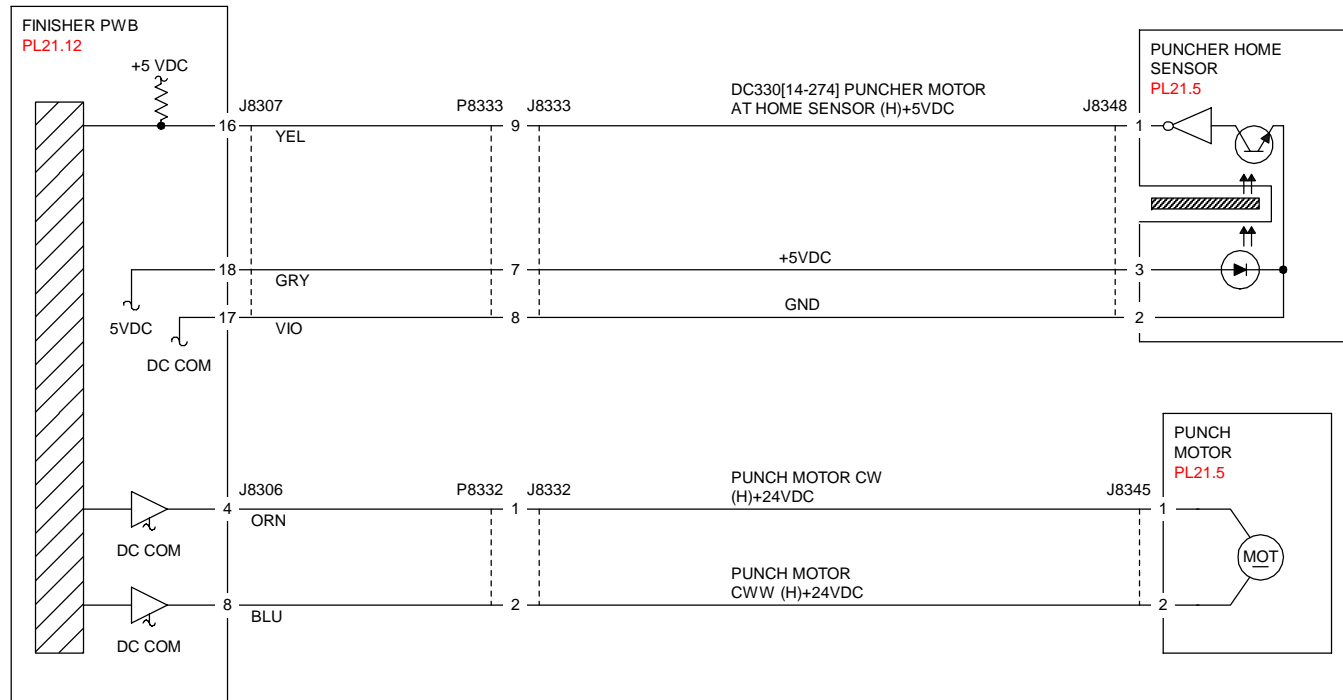 FINISHER PWB
PL21.12
+5 VDC
J8307
16
YEL
P8333
J8333
9
DC330[14-274] PUNCHER MOTOR
AT HOME SENSOR (H)+5VDC
J8348
1
PUNCHER HOME
SENSOR
PL21.5
18
GRY
7
+5VDC
3
5VDC
17
VIO
8
GND
2
DC COM
J8306
4
ORN
P8332
J8332
1
PUNCH MOTOR CW
(H)+24VDC
J8345
1
PUNCH
MOTOR
PL21.5
DC COM
MOT
8
BLU
2
PUNCH MOTOR
CWW (H)+24VDC
2
DC COM